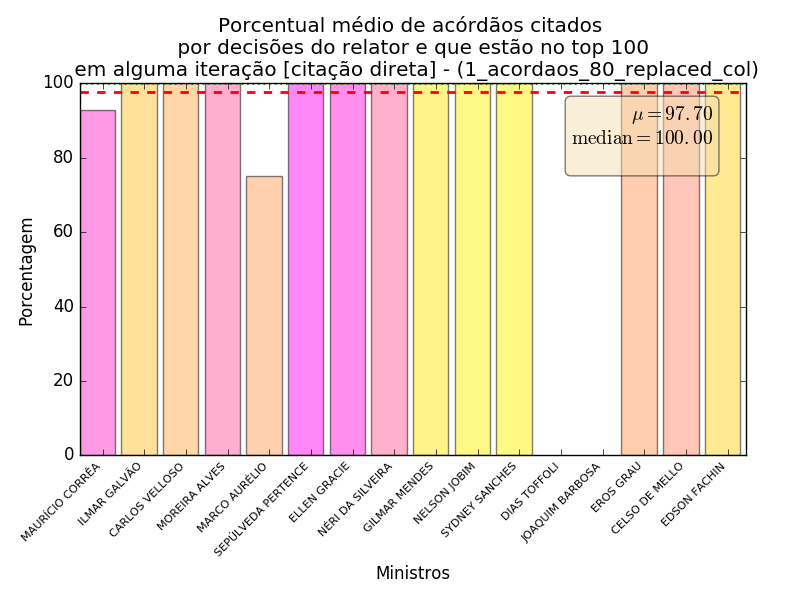 Porcentual médio de acórdãos citados
por decisões do relator e que estão no top 100
em alguma iteração [citação direta] - (1_acordaos_80_replaced_col)
μ = 97.70
median = 100.00
100
80
60
40
20
0
Porcentagem
MAURÍCIO CORRÊA
ILMAR GALVÃO
CARLOS VELLOSO
MOREIRA ALVES
MARCO AURÉLIO
SEPÚLVEDA PERTENCE
ELLEN GRACIE
NÉRI DA SILVEIRA
GILMAR MENDES
NELSON JOBIM
SYDNEY SANCHES
DIAS TOFFOLI
JOAQUIM BARBOSA
EROS GRAU
CELSO DE MELLO
EDSON FACHIN
Ministros